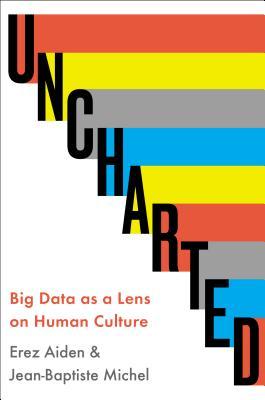 UNCHARTED
Big Data as a Lens
on Human Culture
Erez Aiden &
Jean-Baptiste Michel